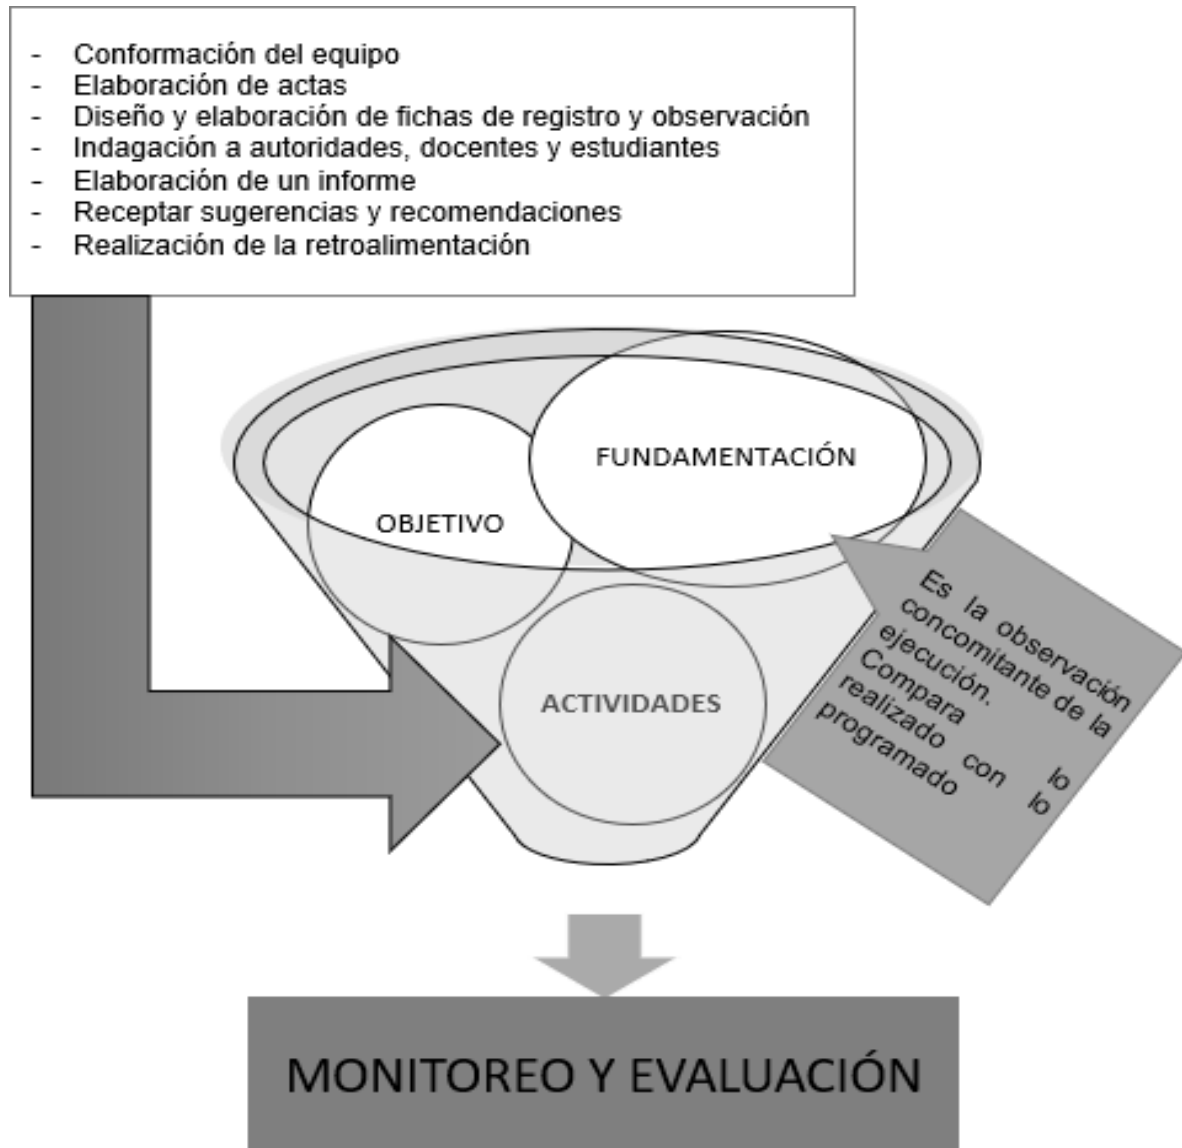 - Conformación del equipo
- Elaboración de actas
- Diseño y elaboración de fichas de registro y observación
- Indagación a autoridades, docentes y estudiantes
- Elaboración de un informe
- Receptar sugerencias y recomendaciones
- Realización de la retroalimentación
FUNDAMENTACIÓN
OBJETIVO
Es la observación
concomitante de la
ejecución.
Compara lo
realizado con lo
programado
ACTIVIDADES
MONITOREO Y EVALUACIÓN